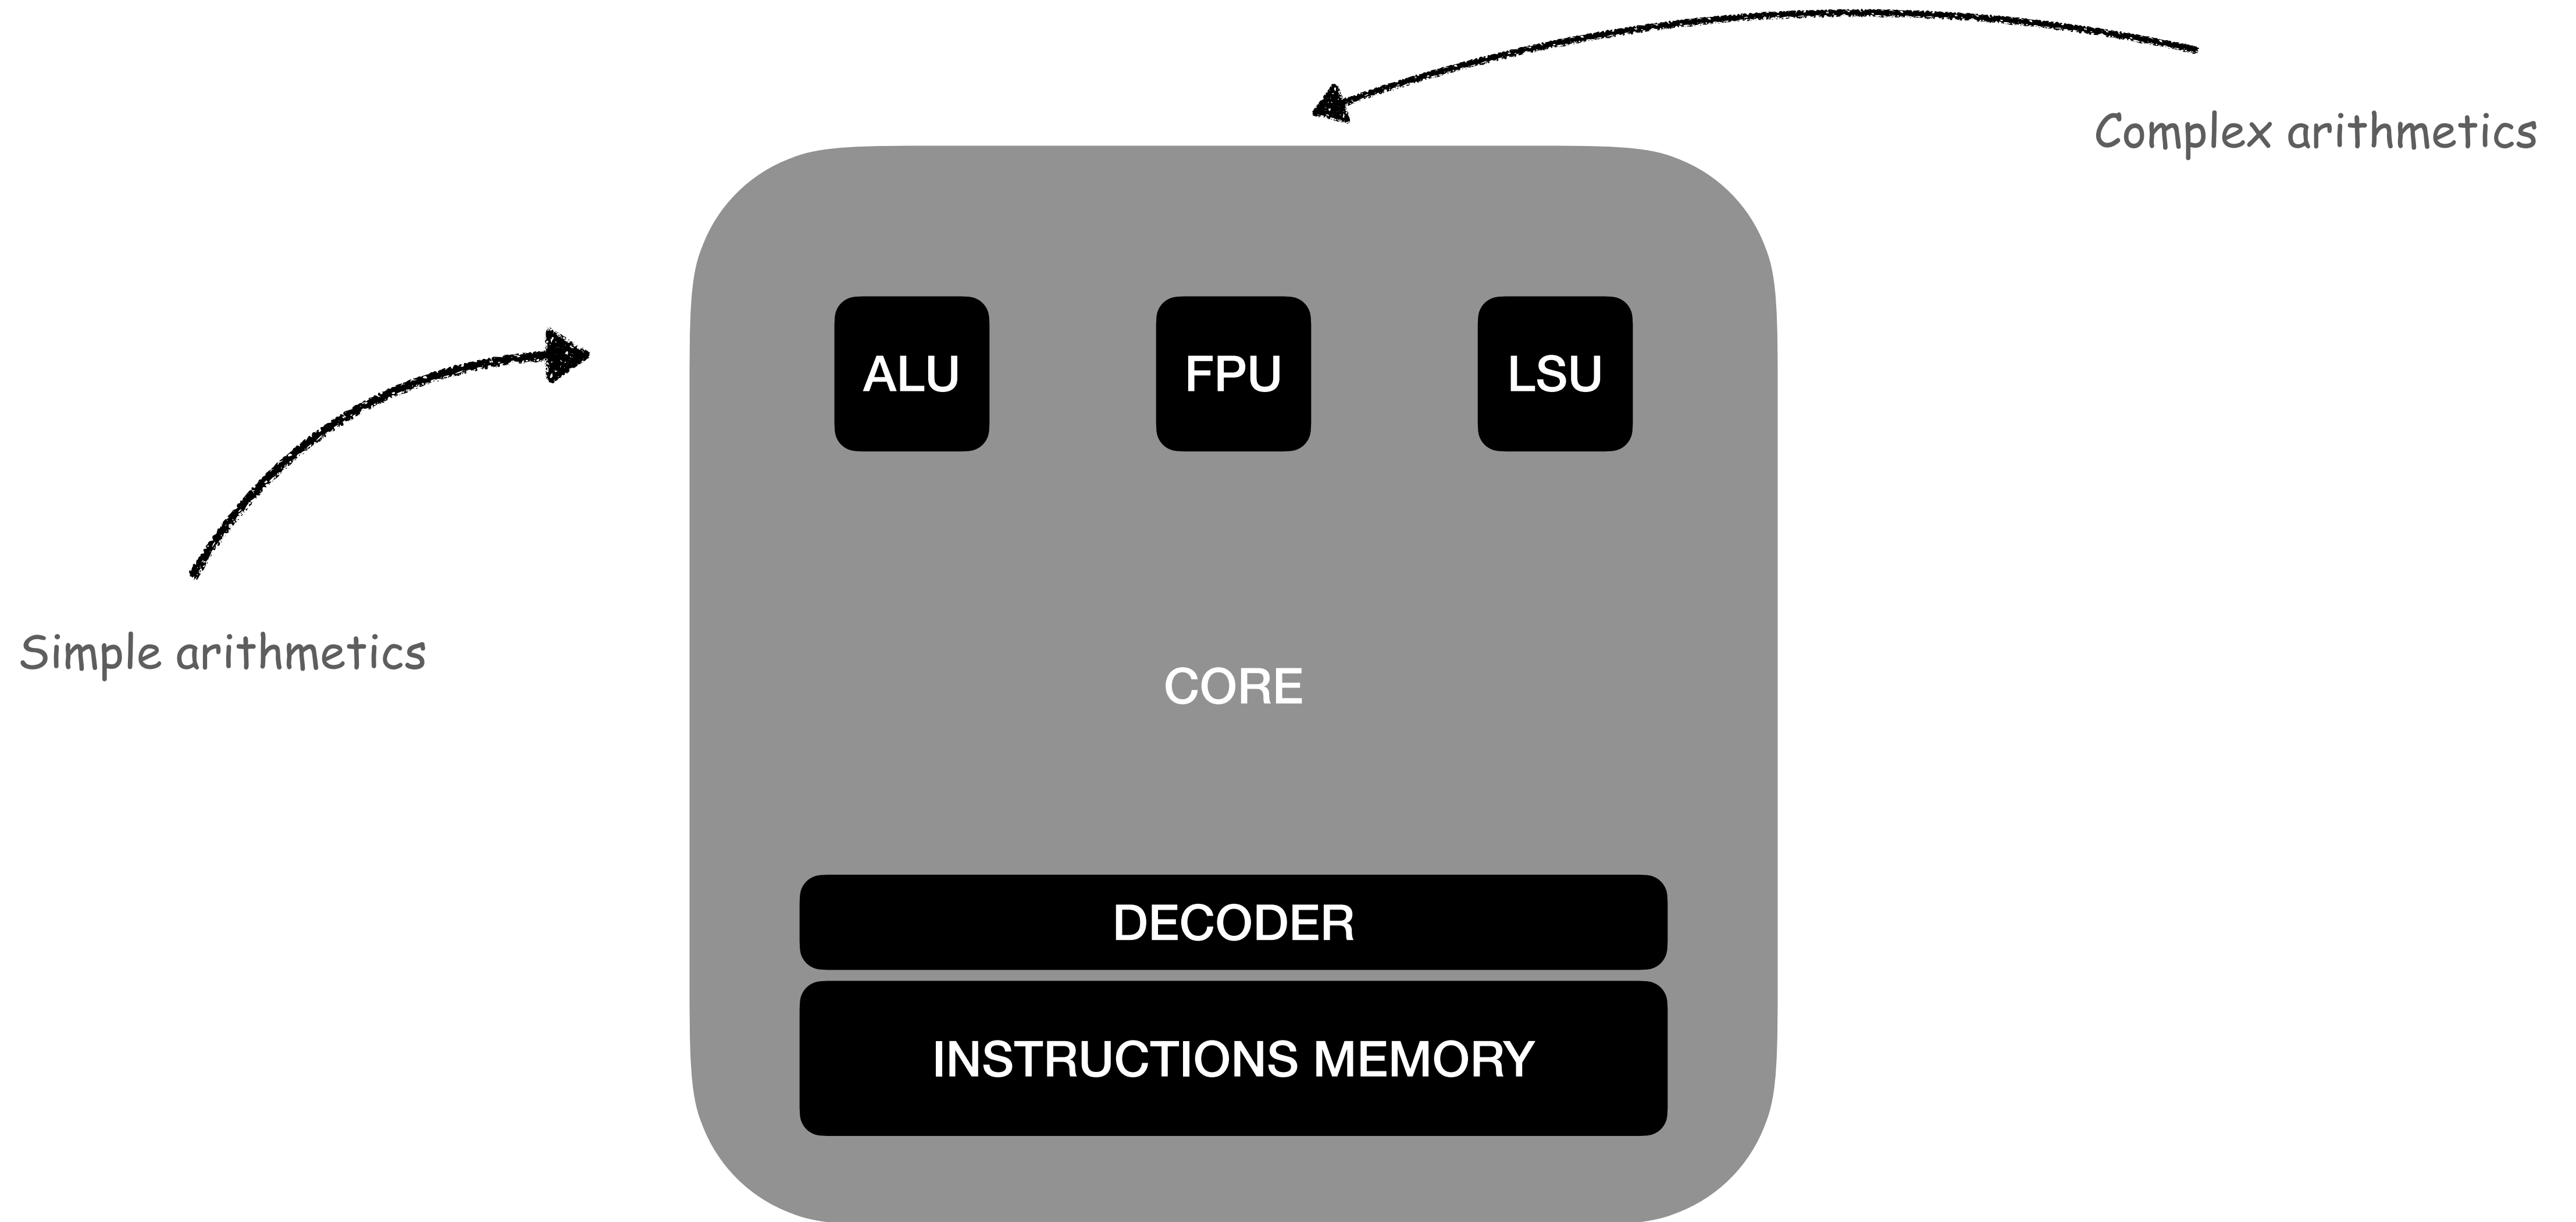 Complex arithmetics
ALU
FPU
LSU
Simple arithmetics
CORE
DECODER
INSTRUCTIONS MEMORY